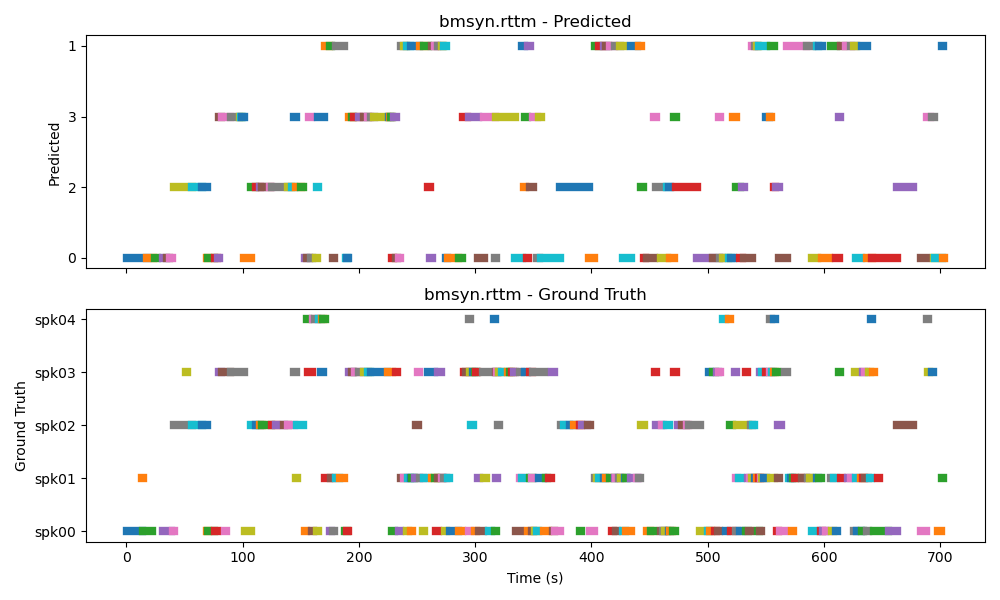 bmsyn.rttm - Predicted
Predicted
1
3
2
0
bmsyn.rttm - Ground Truth
Ground Truth
spk04
spk03
spk02
spk01
spk00
0 100 200 300 400 500 600 700
Time (s)